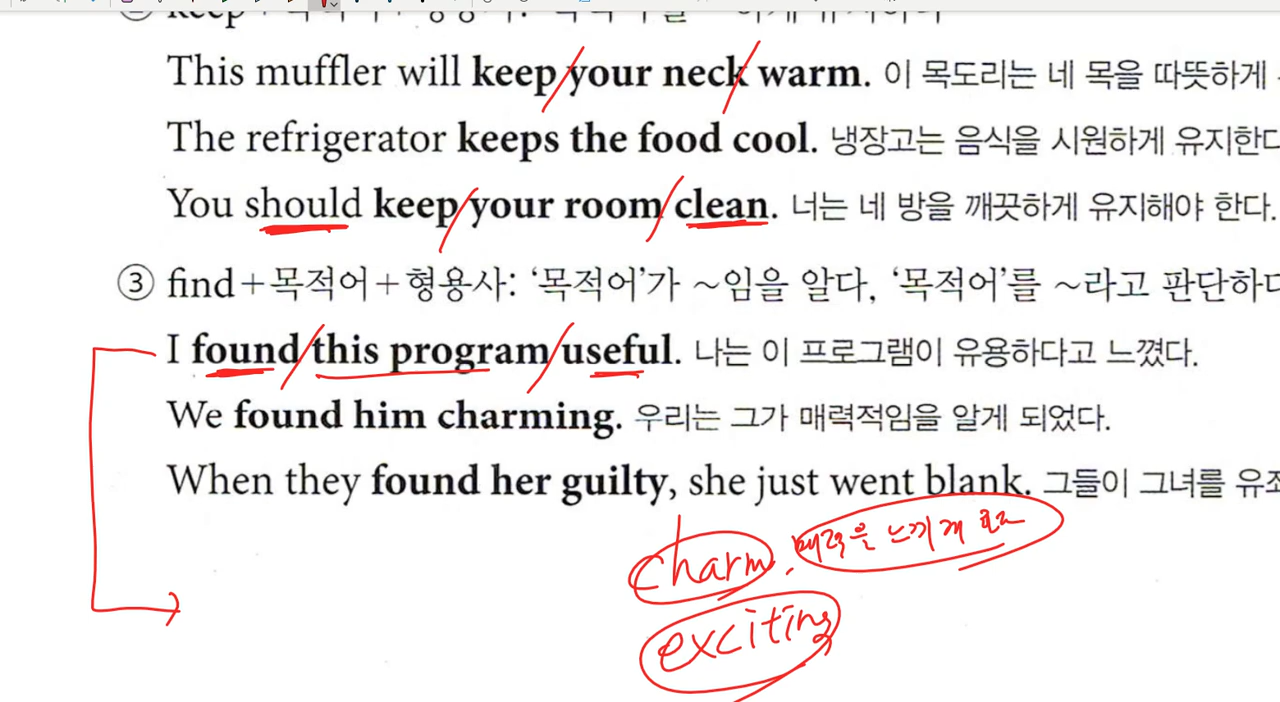 This muffler will keep your neck warm. 이 목도리는 네 목을 따뜻하게
The refrigerator keeps the food cool. 냉장고는 음식을 시원하게 유지한다
You should keep your room clean. 너는 네 방을 깨끗하게 유지해야 한다.
③ find+목적어+형용사: ‘목적어’가 ~임을 알다, ‘목적어’를 ~라고 판단하다
I found this program useful. 나는 이 프로그램이 유용하다고 느꼈다.
We found him charming. 우리는 그가 매력적임을 알게 되었다.
When they found her guilty, she just went blank. 그들이 그녀를 유죄
charm. 매력을 느끼게
exciting